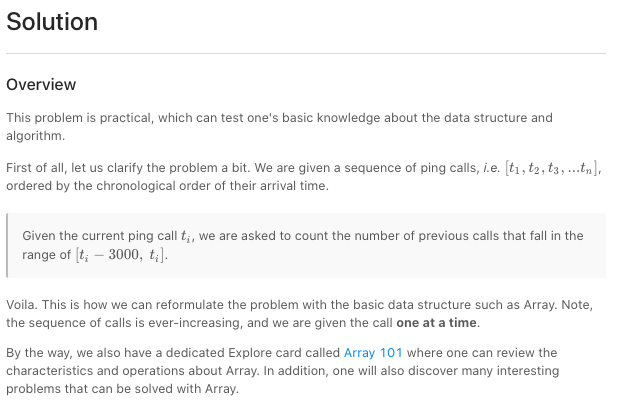 Solution
Overview
This problem is practical, which can test one's basic knowledge about the data structure and
algorithm.
First of all, let us clarify the problem a bit. We are given a sequence of ping calls, i.e. [t₁, t₂, t₃, ...tₙ],
ordered by the chronological order of their arrival time.
Given the current ping call tᵢ, we are asked to count the number of previous calls that fall in the
range of [tᵢ − 3000, tᵢ].
Voila. This is how we can reformulate the problem with the basic data structure such as Array. Note,
the sequence of calls is ever-increasing, and we are given the call one at a time.
By the way, we also have a dedicated Explore card called Array 101 where one can review the
characteristics and operations about Array. In addition, one will also discover many interesting
problems that can be solved with Array.